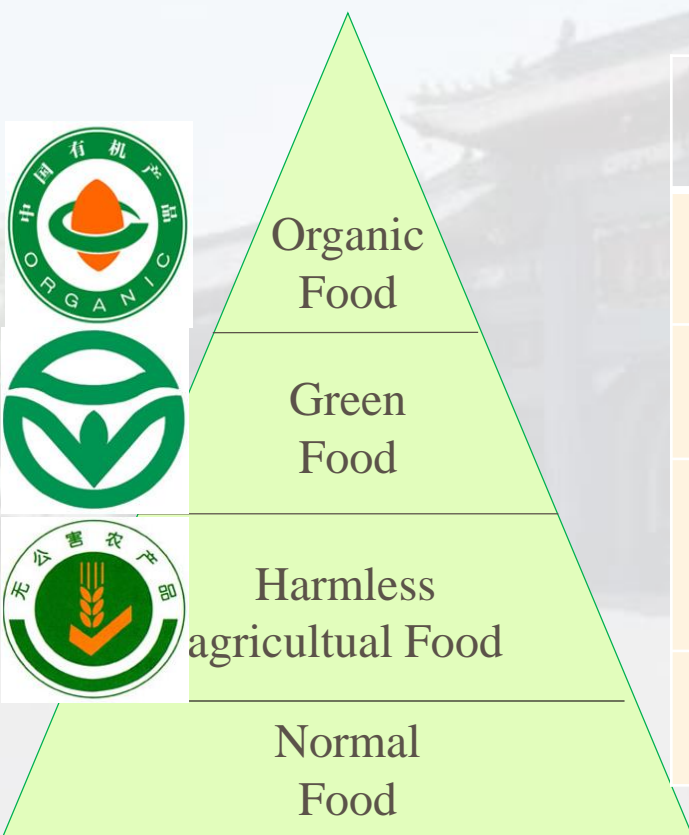 中国有机产品
ORGANIC
Organic
Food
Green
Food
无公害农产品
Harmless
agricultual Food
Normal
Food